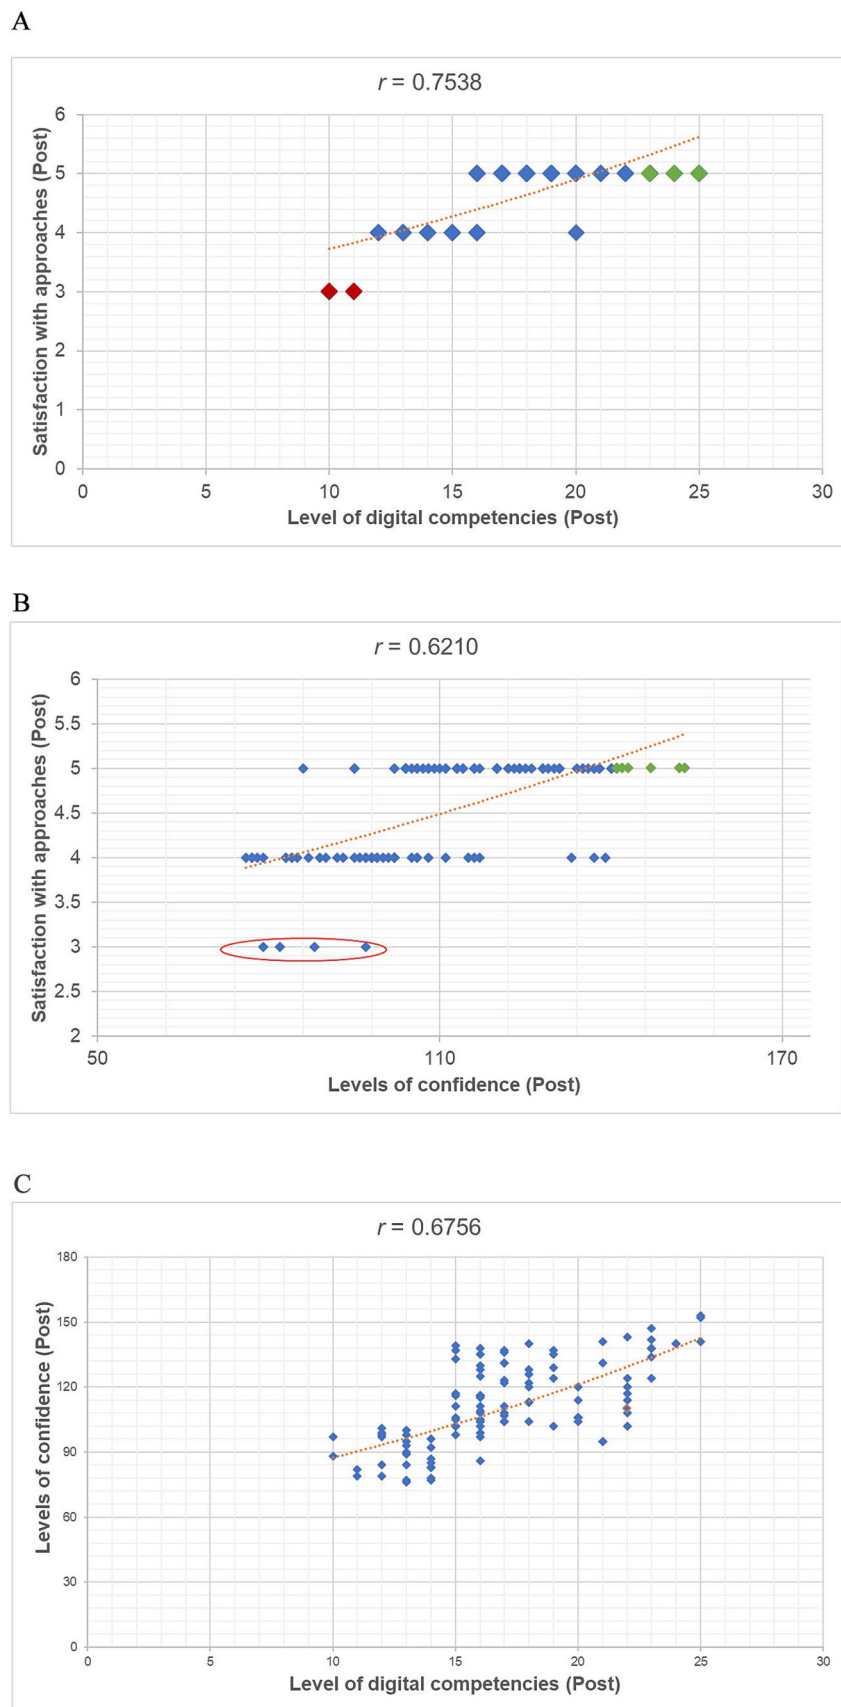 A
r = 0.7538
Satisfaction with approaches (Post)
6
5
4
3
2
1
0
0 5 10 15 20 25 30
Level of digital competencies (Post)
B
r = 0.6210
Satisfaction with approaches (Post)
6
5.5
5
4.5
4
3.5
3
2.5
2
50 110 170
Levels of confidence (Post)
C
r = 0.6756
Levels of confidence (Post)
180
150
120
90
60
30
0
0 5 10 15 20 25 30
Level of digital competencies (Post)